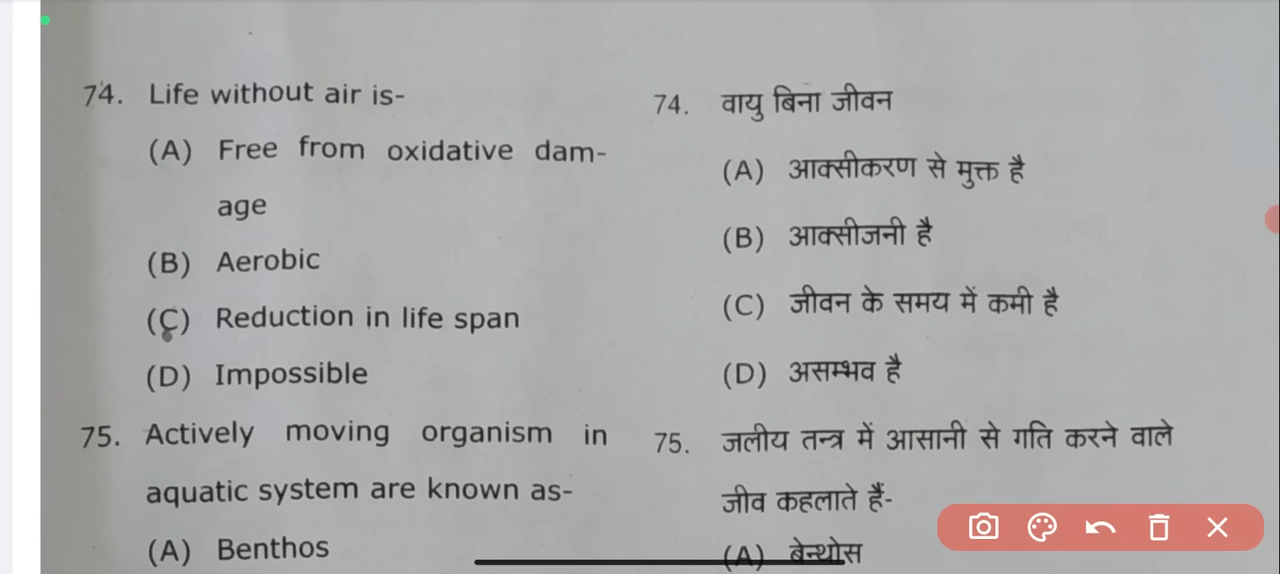 74. Life without air is-
(A) Free from oxidative dam-
age
(B) Aerobic
(C) Reduction in life span
(D) Impossible
75. Actively moving organism in
aquatic system are known as-
(A) Benthos
74. वायु बिना जीवन
(A) आक्सीकरण से मुक्त है
(B) आक्सीजनी है
(C) जीवन के समय में कमी है
(D) असम्भव है
75. जलीय तन्त्र में आसानी से गति करने वाले
जीव कहलाते हैं-
(A) बेन्थोस